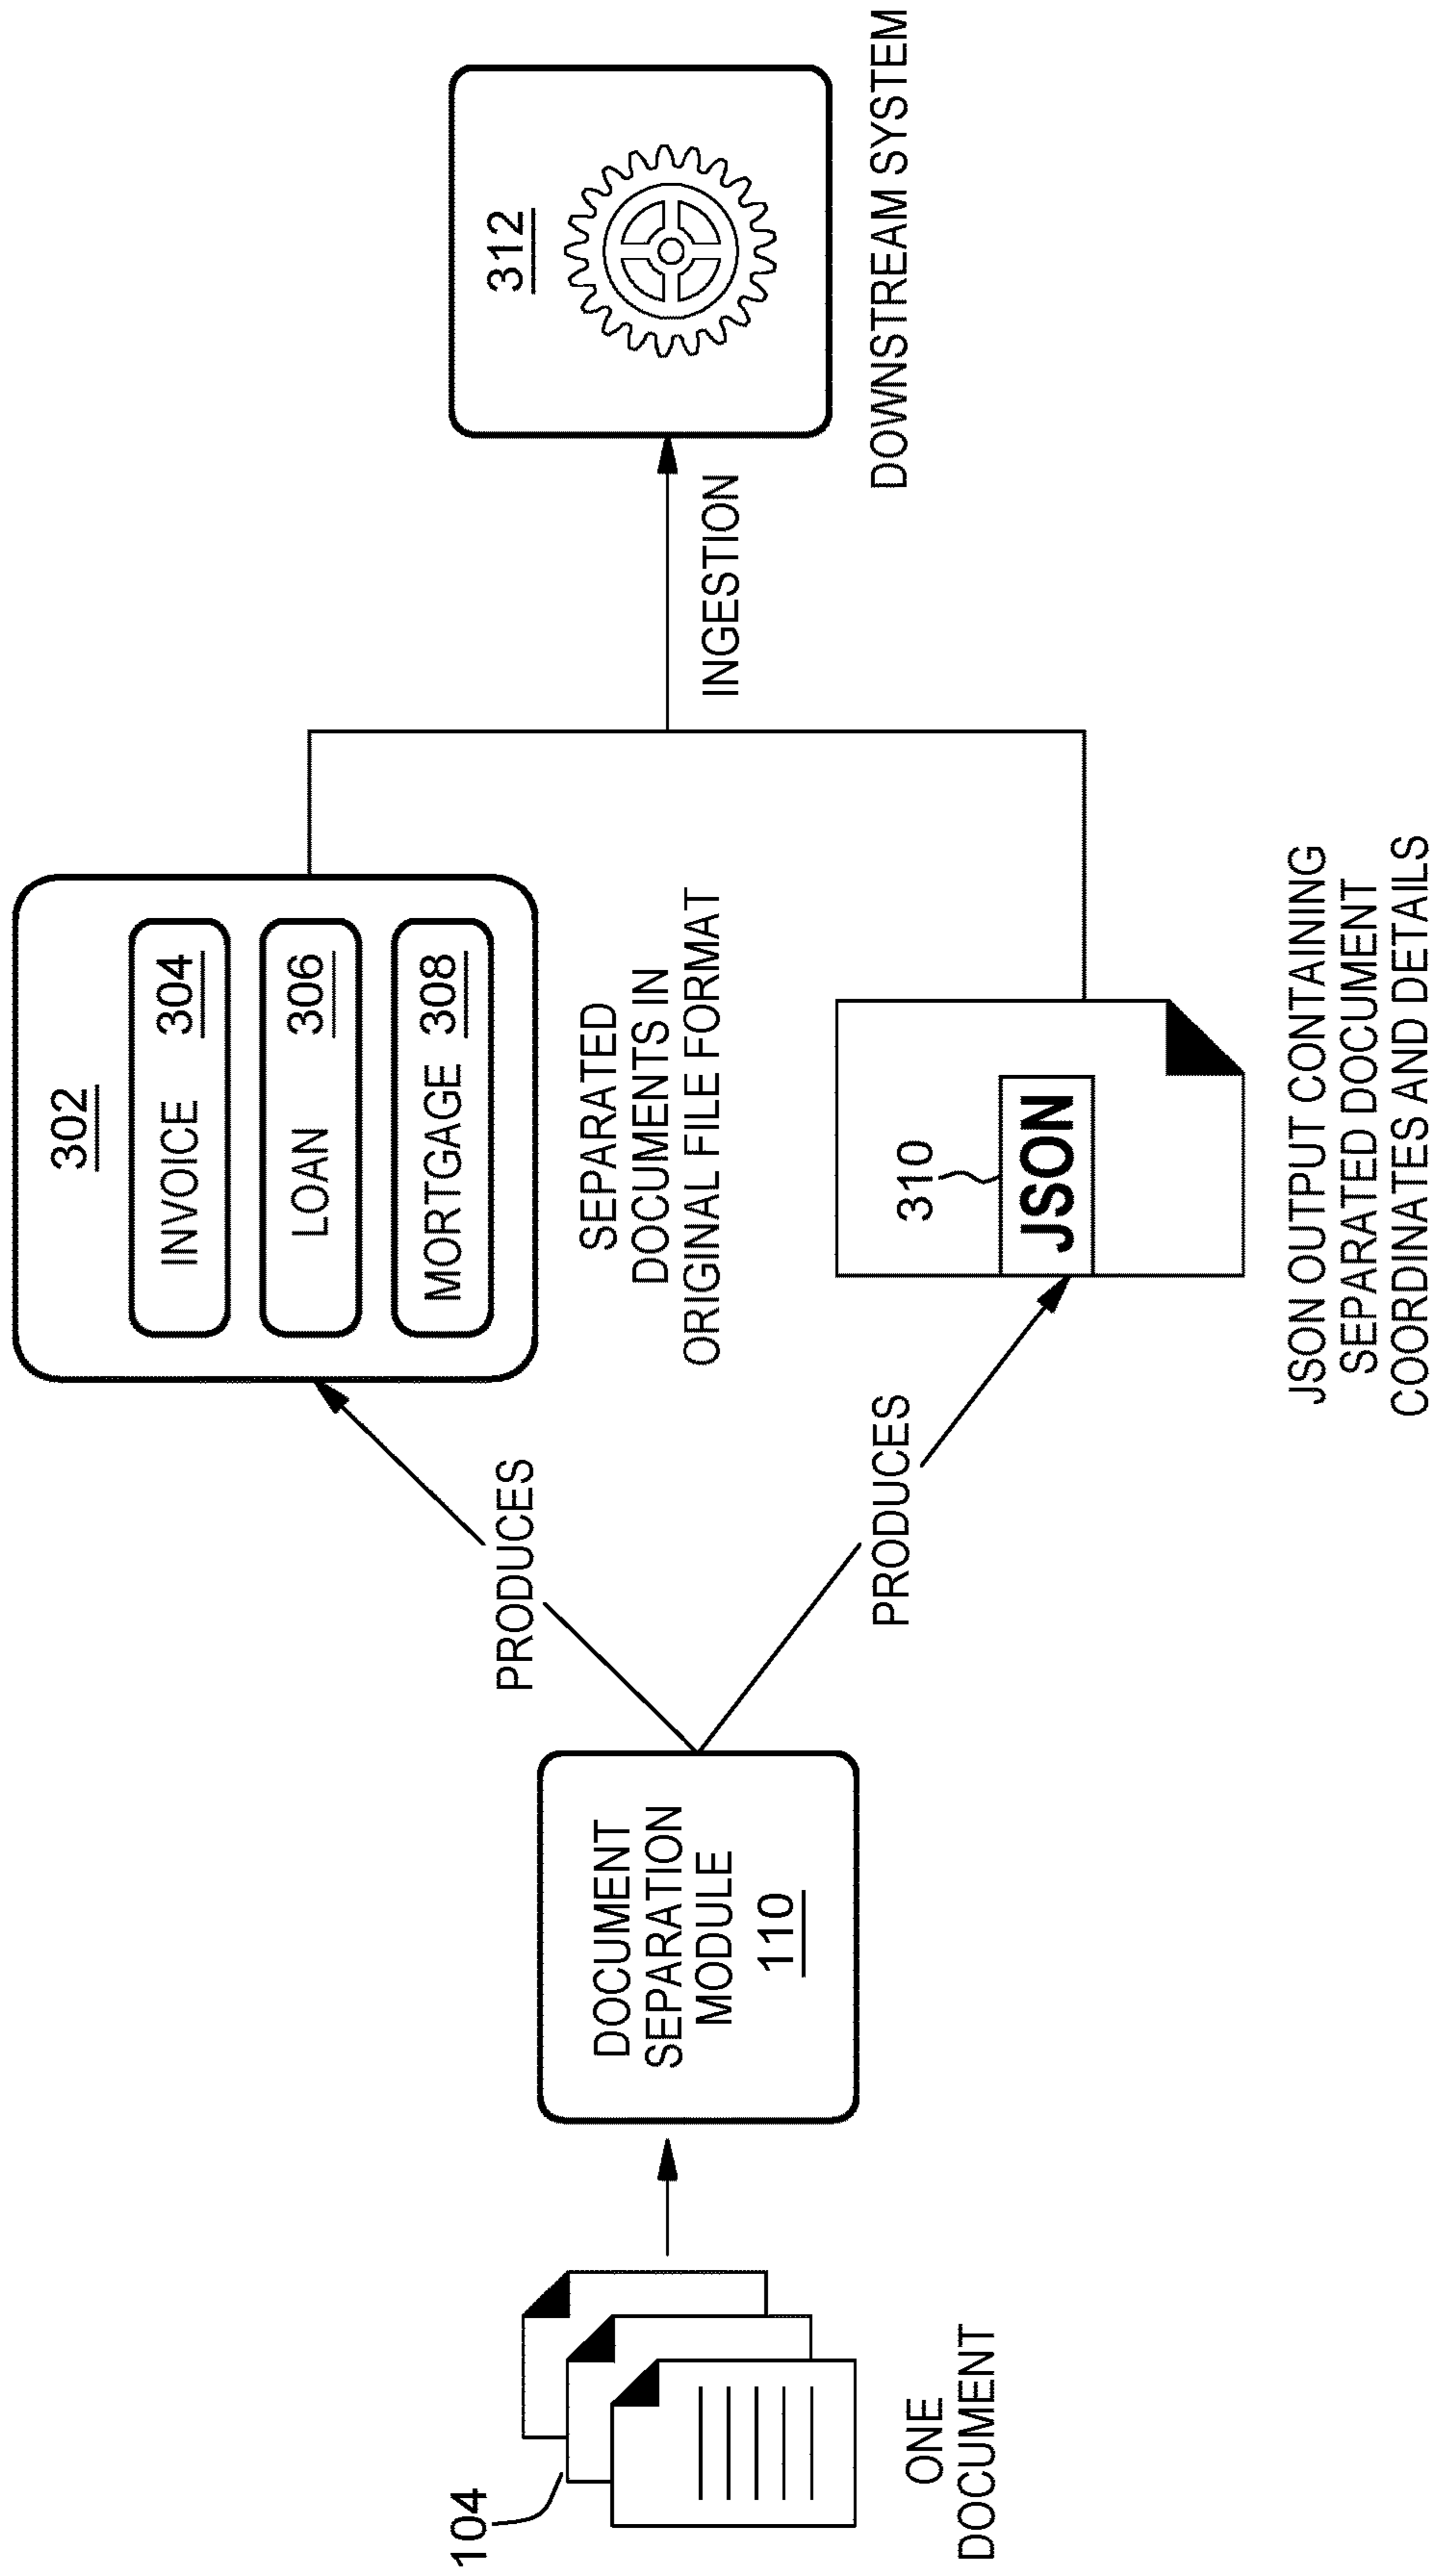 104
ONE
DOCUMENT
DOCUMENT
SEPARATION
MODULE
110
PRODUCES
PRODUCES
302
INVOICE 304
LOAN 306
MORTGAGE 308
SEPARATED
DOCUMENTS IN
ORIGINAL FILE FORMAT
310
JSON
JSON OUTPUT CONTAINING
SEPARATED DOCUMENT
COORDINATES AND DETAILS
INGESTION
312
DOWNSTREAM SYSTEM